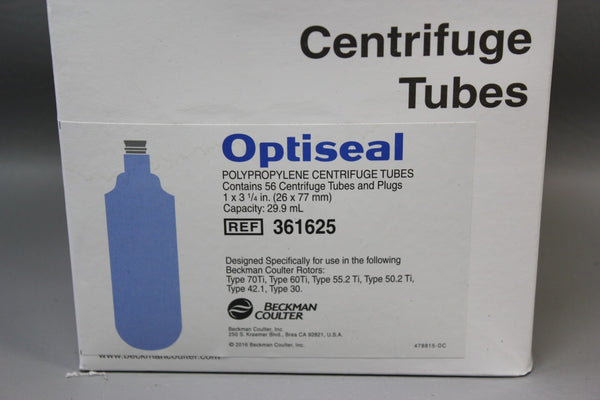 Centrifuge
Tubes
Optiseal
POLYPROPYLENE CENTRIFUGE TUBES
Contains 56 Centrifuge Tubes and Plugs
1 x 3 1/4 in. (26 x 77 mm)
Capacity: 29.9 mL
REF 361625
Designed Specifically for use in the following
Beckman Coulter Rotors:
Type 70Ti, Type 60Ti, Type 55.2 Ti, Type 50.2 Ti,
Type 42.1, Type 30.
BECKMAN
COULTER
Beckman Coulter, Inc.
250 S. Kraemer Blvd., Brea CA 92821, U.S.A.
© 2016 Beckman Coulter, Inc.
478815-DC
www.beckmancoulter.com